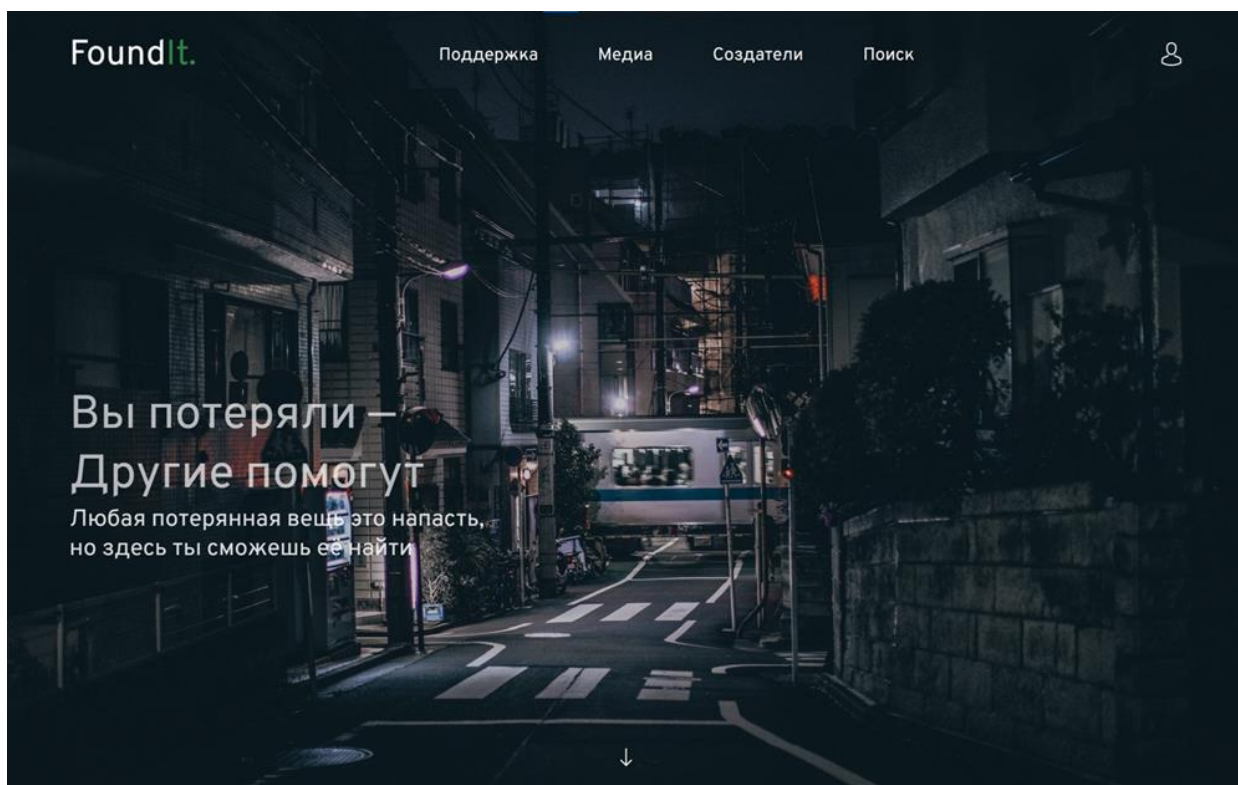 FoundIt.
Поддержка Медиа Создатели Поиск
Вы потеряли –
Другие помогут
Любая потерянная вещь это напасть,
но здесь ты сможешь её найти